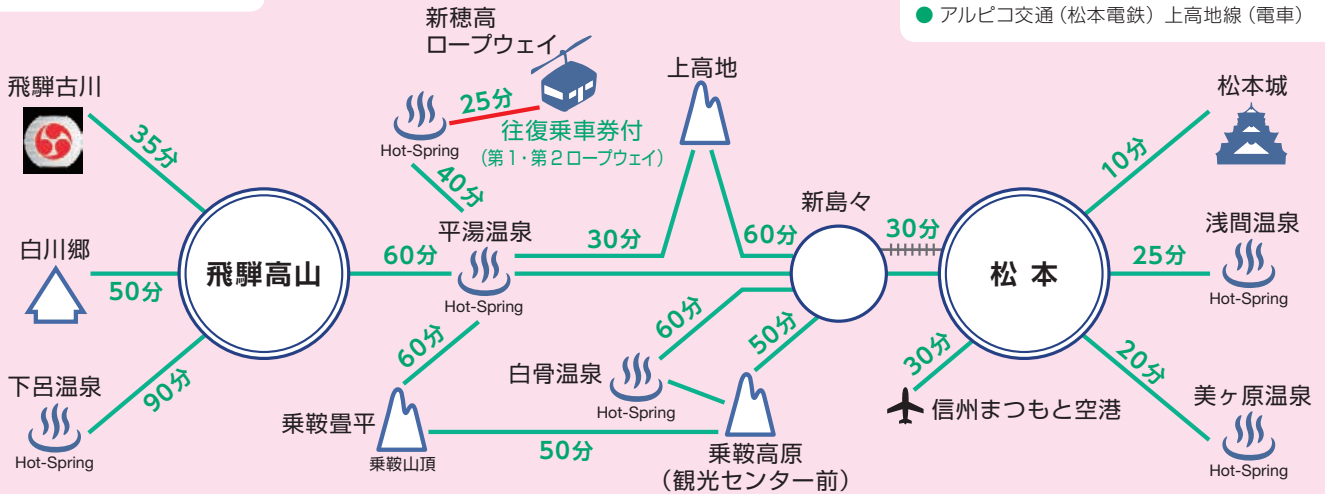 ● アルピコ交通(松本電鉄)上高地線(電車)
新穂高
ロープウェイ
上高地
松本城
飛騨古川
25分
往復乗車券付
(第1・第2ロープウェイ)
Hot-Spring
35分
40分
10分
新島々
白川郷
平湯温泉
30分
60分
30分
浅間温泉
60分
25分
50分
飛騨高山
松本
Hot-Spring
Hot-Spring
60分
60分
50分
30分
20分
下呂温泉
90分
白骨温泉
Hot-Spring
信州まつもと空港
美ヶ原温泉
乗鞍畳平
50分
乗鞍高原
(観光センター前)
Hot-Spring
乗鞍山頂
Hot-Spring